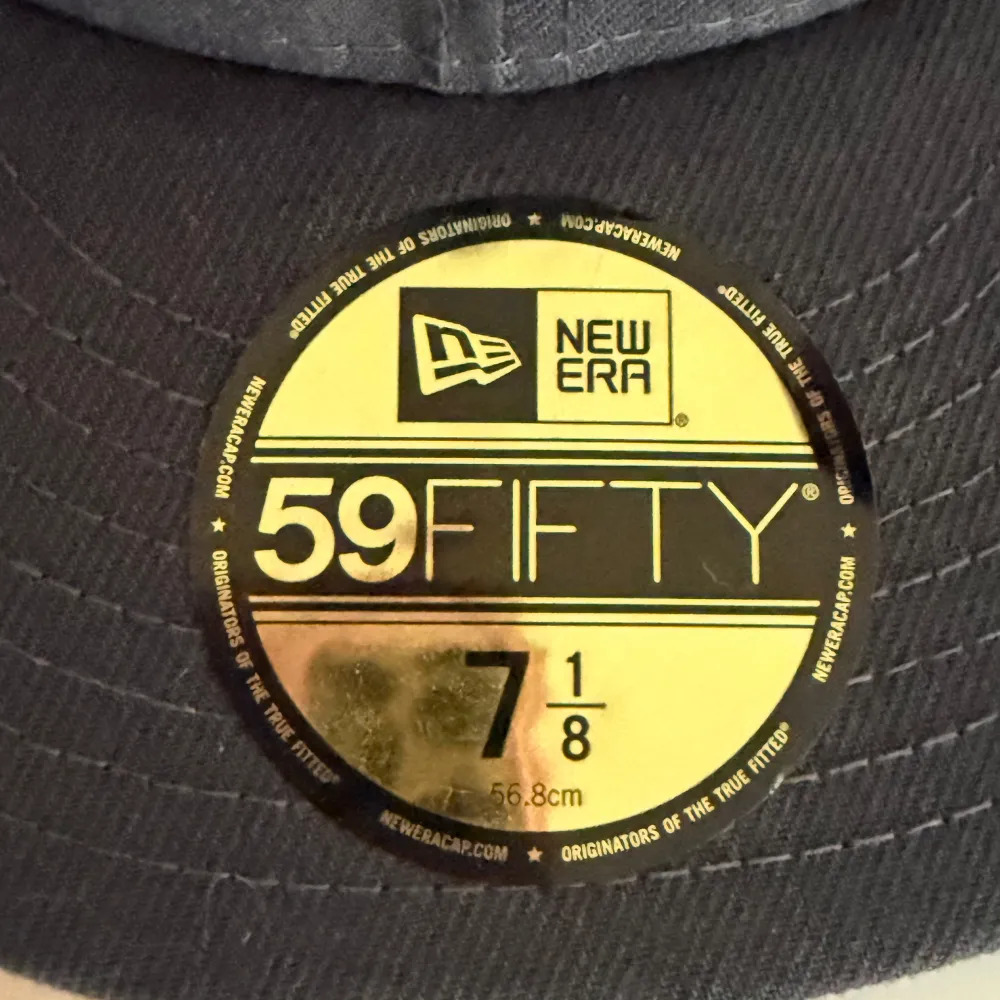 NEW
ERA®
59FIFTY®
7 1/8
56.8cm
ORIGINATORS OF THE TRUE FITTED®
★ NEWERACAP.COM
ORIGINATORS OF THE TRUE FITTED®
★ NEWERACAP.COM
ORIGINATORS OF THE TRUE FITTED®
★ NEWERACAP.COM
ORIGINATORS OF THE TRUE FITTED®
★ NEWERACAP.COM